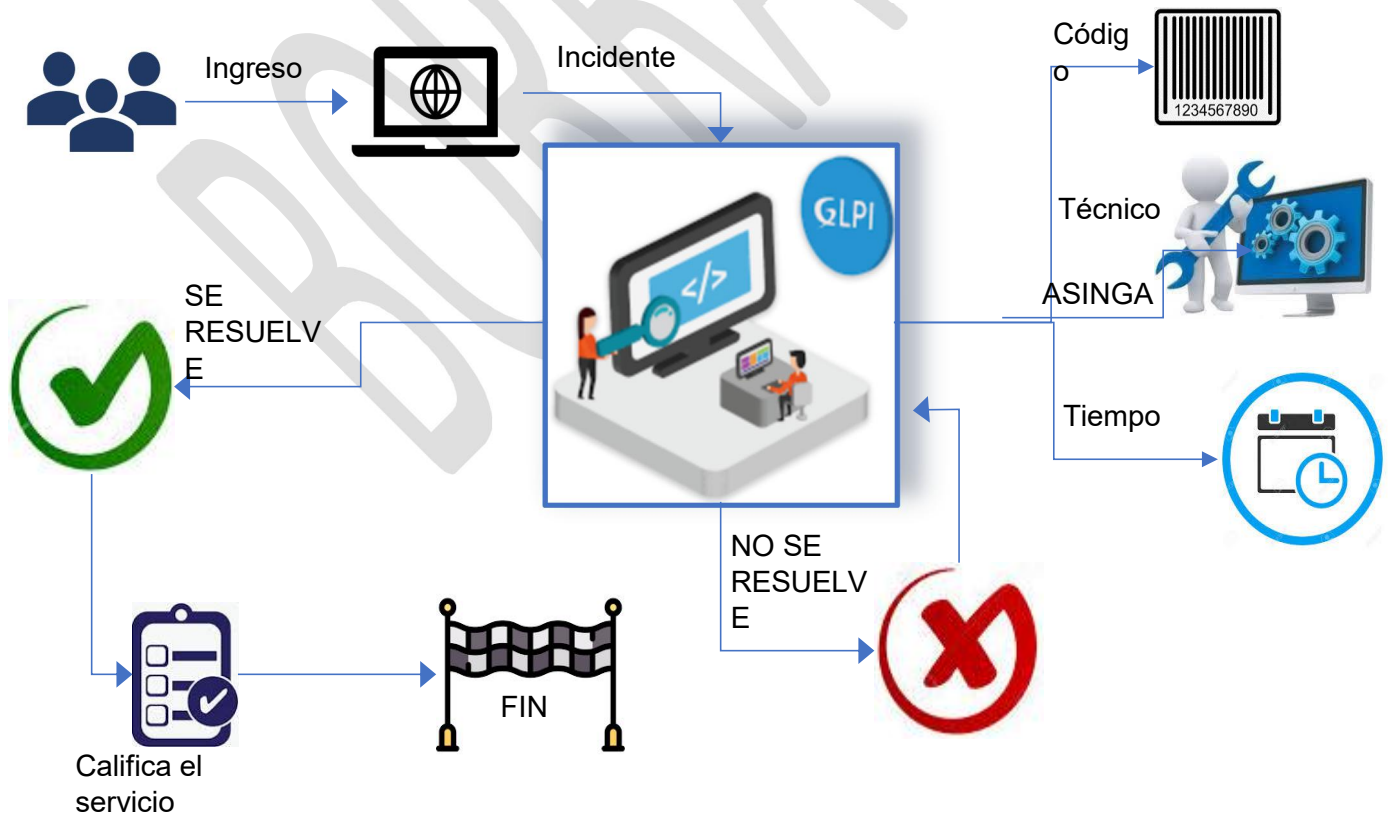 Ingreso
Incidente
Códig
o
1234567890
Técnico
GLPI
</>
ASINGA
SE
RESUELV
E
Tiempo
NO SE
RESUELV
E
FIN
Califica el
servicio